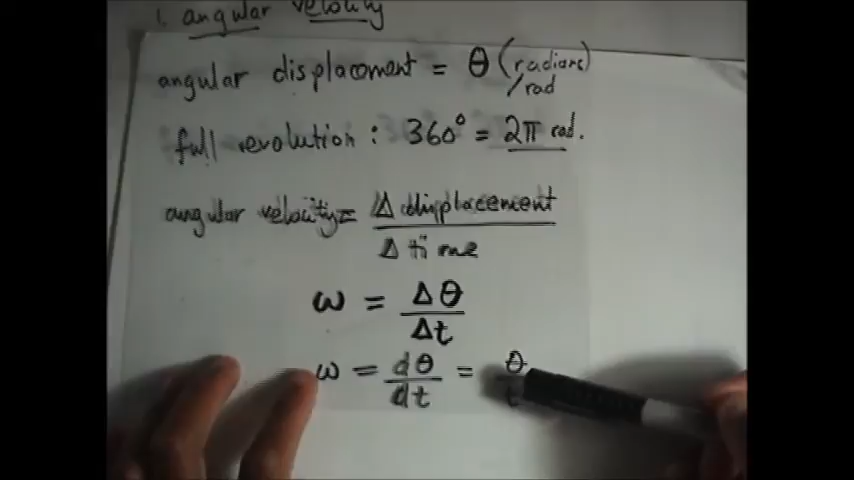 1. angular velocity
angular displacement = θ (radians)
/rad
full revolution : 360° = 2π rad.
angular velocity = Δ displacement
Δ time
ω = Δθ
Δt
ω = dθ = θ
dt t